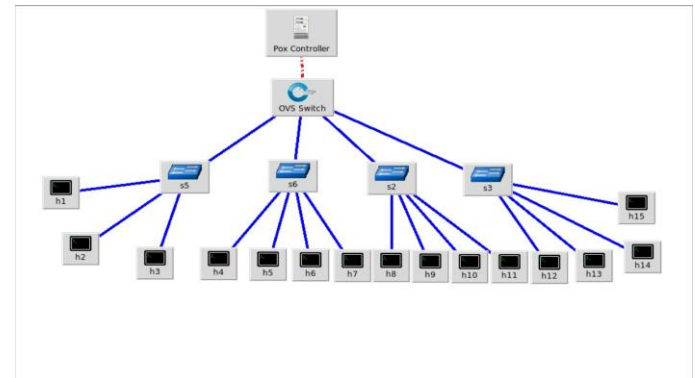 Pox Controller
OVS Switch
s5
s6
s2
s3
h1
h15
h2
h3
h4
h5
h6
h7
h8
h9
h10
h11
h12
h13
h14